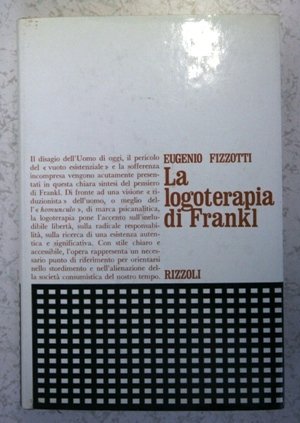 EUGENIO FIZZOTTI
La
logoterapia
di Frankl
RIZZOLI
Il disagio dell'Uomo di oggi, il pericolo
del «vuoto esistenziale» e la sofferenza
incompresa vengono acutamente presen-
tati in questa chiara sintesi del pensiero
di Frankl. Di fronte ad una visione «ri-
duzionista» dell'uomo, o meglio del-
l'«homunculo», di marca psicanalitica,
la logoterapia pone l'accento sull'inelu-
dibile libertà, sulla radicale responsabi-
lità, sulla ricerca di una esistenza auten-
tica e significativa. Con stile chiaro e
accessibile, l'opera rappresenta un neces-
sario punto di riferimento per orientarsi
nello stordimento e nell'alienazione del-
la società consumistica del nostro tempo.